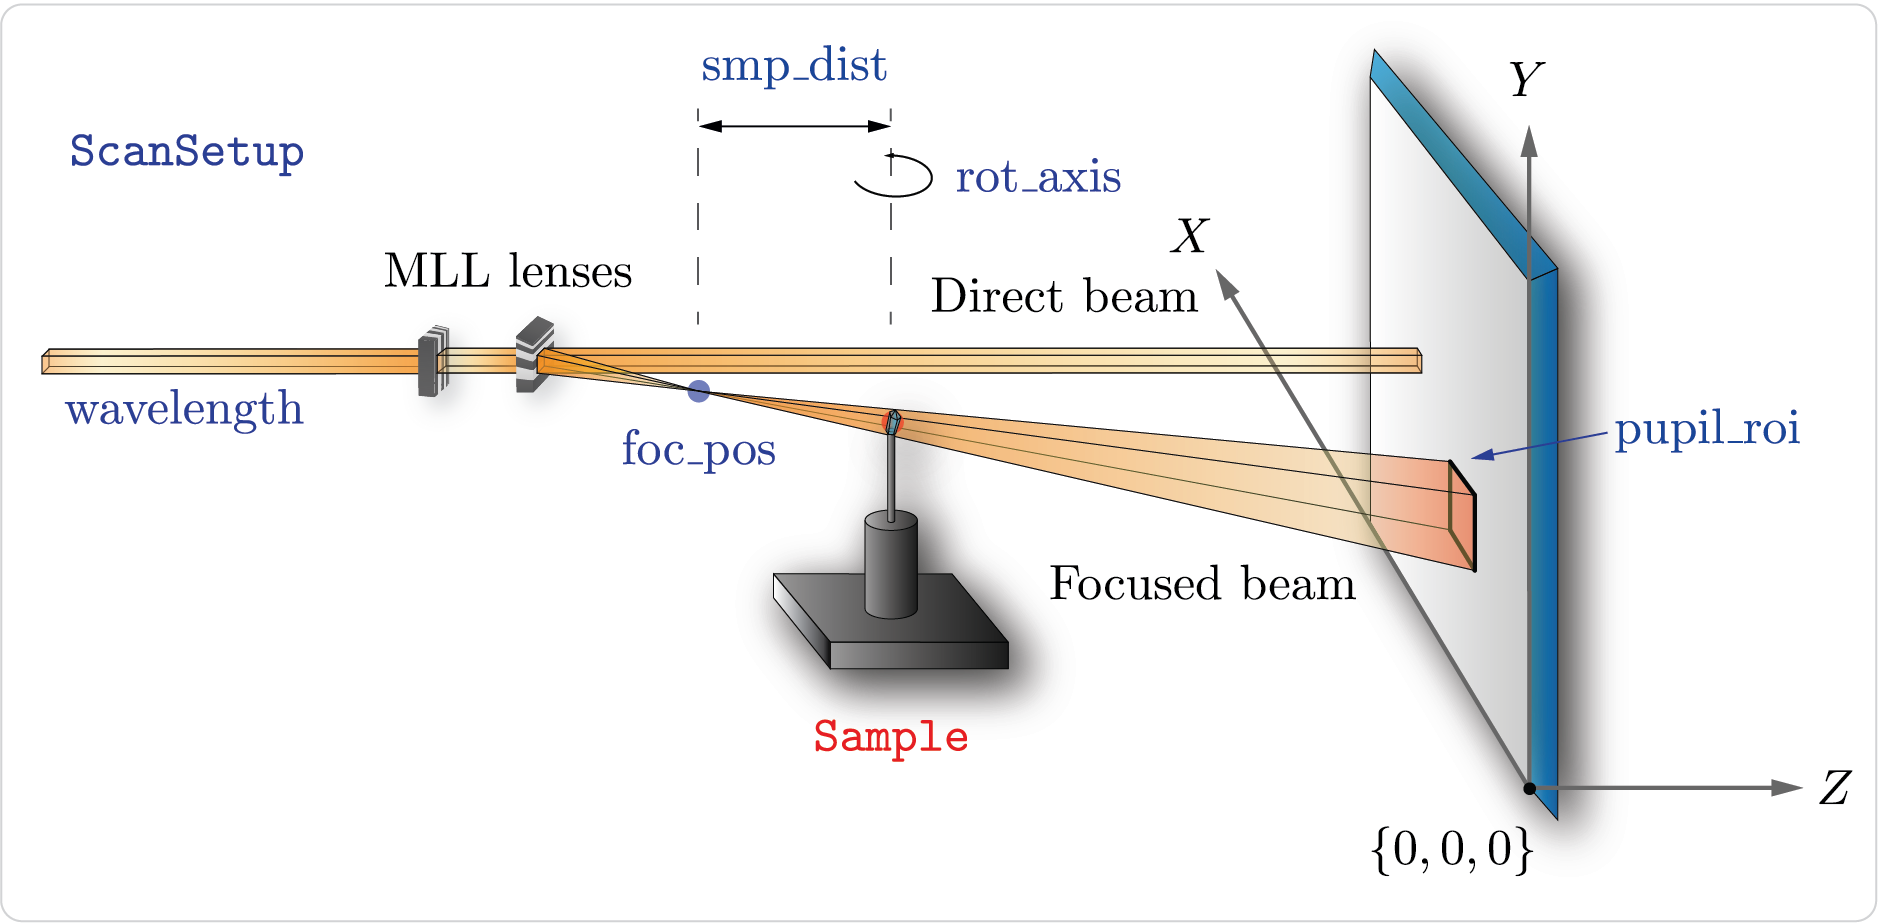 smp_dist
Y
ScanSetup
rot_axis
X
MLL lenses
Direct beam
wavelength
foc_pos
pupil_roi
Focused beam
Sample
Z
{0, 0, 0}